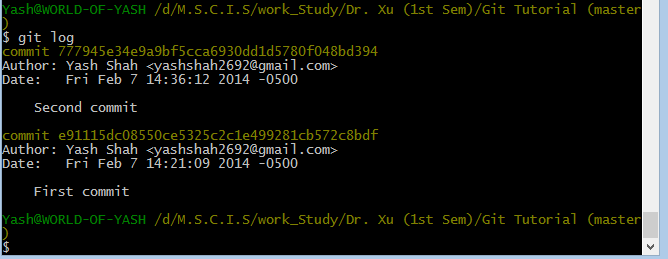 Yash@WORLD-OF-YASH /d/M.S.C.I.S/work_Study/Dr. Xu (1st Sem)/Git Tutorial (master
)
$ git log
commit 777945e34e9a9bf5cca6930dd1d5780f048bd394
Author: Yash Shah <yashshah2692@gmail.com>
Date:   Fri Feb 7 14:36:12 2014 -0500
    Second commit
commit e91115dc08550ce5325c2c1e499281cb572c8bdf
Author: Yash Shah <yashshah2692@gmail.com>
Date:   Fri Feb 7 14:21:09 2014 -0500
    First commit
Yash@WORLD-OF-YASH /d/M.S.C.I.S/work_Study/Dr. Xu (1st Sem)/Git Tutorial (master
)
$